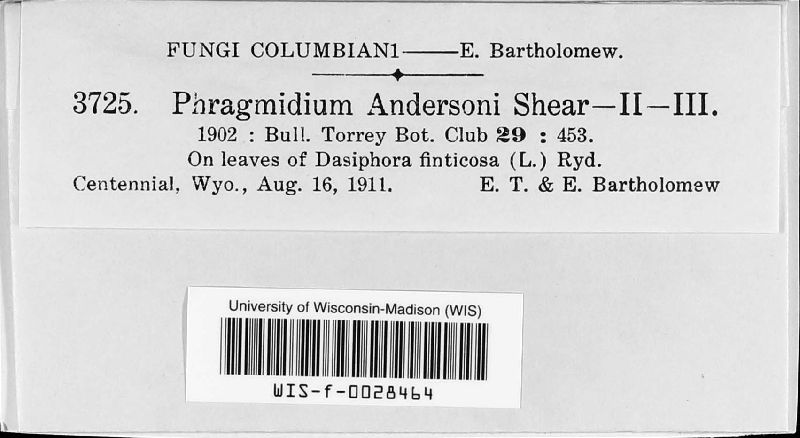 FUNGI COLUMBIAN1——E. Bartholomew.
3725. Phragmidium Andersoni Shear—II—III.
1902 : Bull. Torrey Bot. Club 29 : 453.
On leaves of Dasiphora finticosa (L.) Ryd.
Centennial, Wyo., Aug. 16, 1911. E. T. & E. Bartholomew
University of Wisconsin-Madison (WIS)
WIS-f-0028464